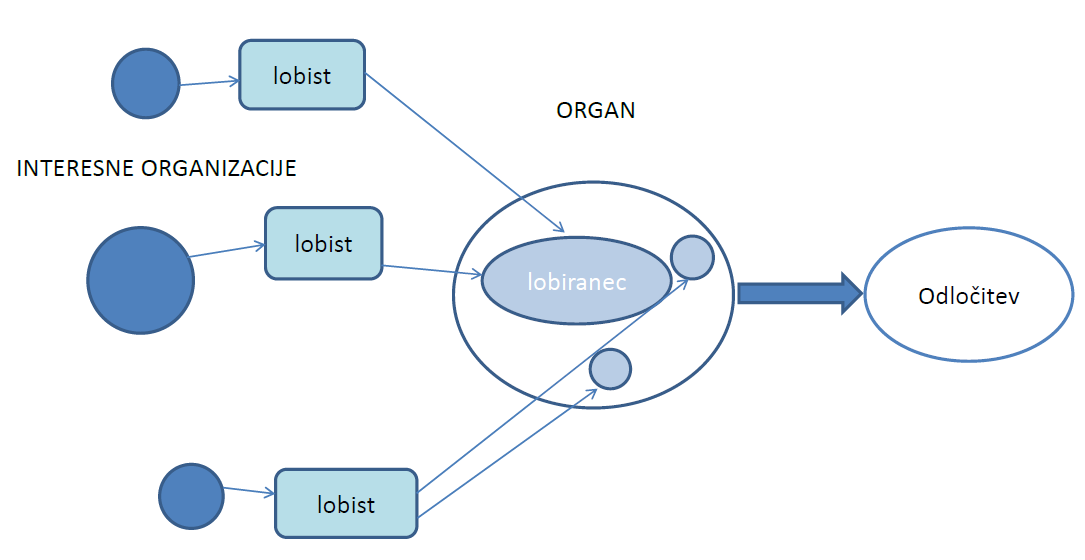 lobist
ORGAN
INTERESNE ORGANIZACIJE
lobist
lobiranec
Odločitev
lobist